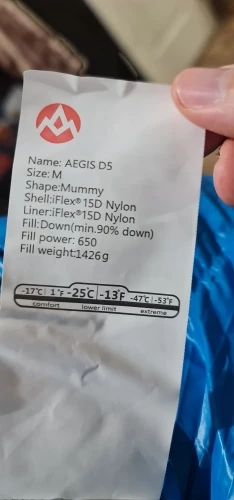 Name: AEGIS D5
Size: M
Shape:Mummy
Shell:iFlex®15D Nylon
Liner:iFlex®15D Nylon
Fill:Down(min.90% down)
Fill power: 650
Fill weight:1426g
-17℃| 1℉ -25℃|-13℉ -47℃|-53℉
comfort lower limit extreme